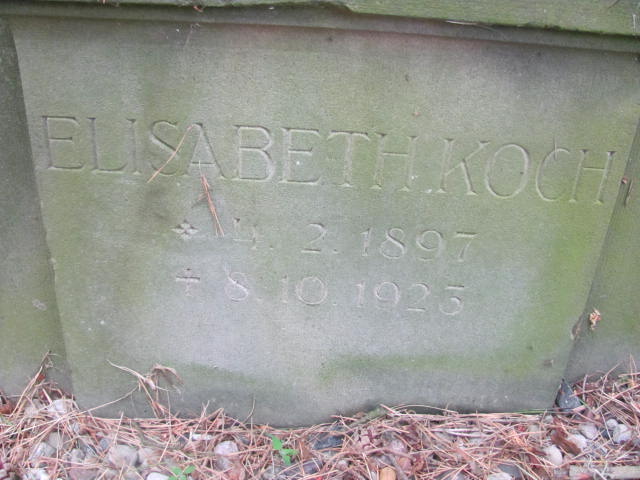 ELISABETH KOCH
4. 2. 1897
† 8. 10. 1925